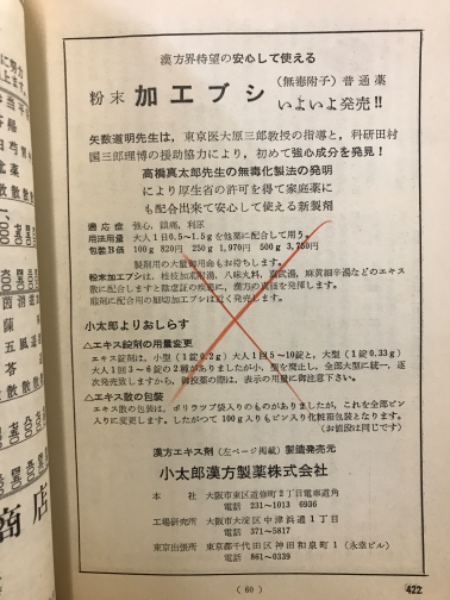 漢方界待望の安心して使える
粉末 加工ブシ (無毒附子) 普通薬
いよいよ発売!!
矢数道明先生は,東京医大原三郎教授の指導と,科研田村
国三郎理博の援助協力により,初めて強心成分を発見!
高橋真太郎先生の無毒化製法の発明
により厚生省の許可を得て家庭薬に
も配合出来て安心して使える新製剤
適応症 強心,鎮痛,利尿
用法用量 大人1日0.5〜1.5gを他薬に配合して用う。
包装B価 100g 820円 250g 1,970円 500g 3,750円
製剤用の大量御用命もお待ちします。
粉末加工ブシは,桂枝加朮附湯,八味丸料,真武湯,麻黄細辛湯などのエキス
散に配合しますと陰虚証の疾患に,漢方の真価を発揮します。
煎剤に配合用の細切加工ブシは近く発売します。
小太郎よりおしらす
△エキス錠剤の用量変更
エキス錠剤は,小型(1錠0.2g)大人1回5〜10錠と,大型(1錠0.33g)
大人1回3〜6錠の2種がありましたが小,型を廃止し,全部大型に統一,逐
次発売致しますから,御投薬の際は,表示の用量に御注意下さい。
△エキス散の包装
エキス散の包装は,ポリラップ袋入りのものがありましたが,これを全部ビン
入りに変更します。したがつて100g入りもビン入り化粧箱包装となります。
(お値段は同じです)
漢方エキス剤(左ページ掲載)製造発売元
小太郎漢方製薬株式会社
本社 大阪市東区道修町2丁目電車道角
電話 231〜1013 6936
工場研究所 大阪市大淀区中津浜通1丁目
電話 371〜5817
東京出張所 東京都千代田区神田和泉町1(永幸ビル)
電話 861〜0339
(60)
422
商店